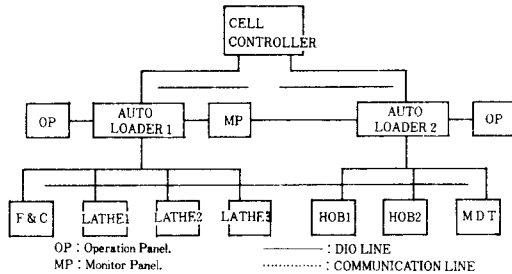 CELL
CONTROLLER
OP
AUTO
LOADER 1
MP
AUTO
LOADER 2
OP
F & C
LATHE1
LATHE2
LATHE3
HOB1
HOB2
MDT
OP : Operation Panel.
: DIO LINE
MP : Monitor Panel.
: COMMUNICATION LINE